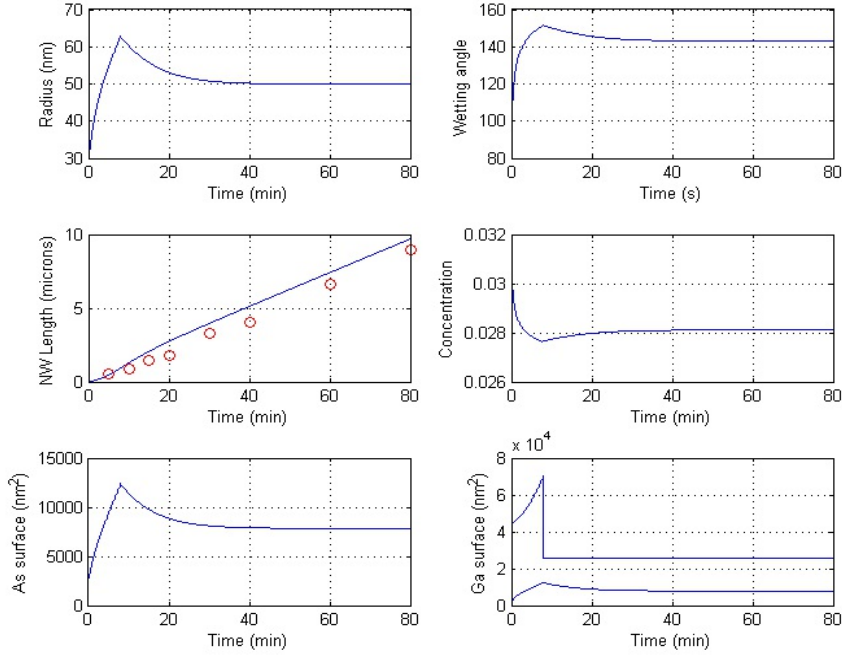 70
60
50
40
30
Radius (nm)
0 20 40 60 80
Time (min)
160
140
120
100
80
Wetting angle
0 20 40 60 80
Time (s)
10
5
0
NW Length (microns)
0 20 40 60 80
Time (min)
0.032
0.03
0.028
0.026
Concentration
0 20 40 60 80
Time (min)
15000
10000
5000
0
As surface (nm²)
0 20 40 60 80
Time (min)
x 10⁴
8
6
4
2
0
Ga surface (nm²)
0 20 40 60 80
Time (min)